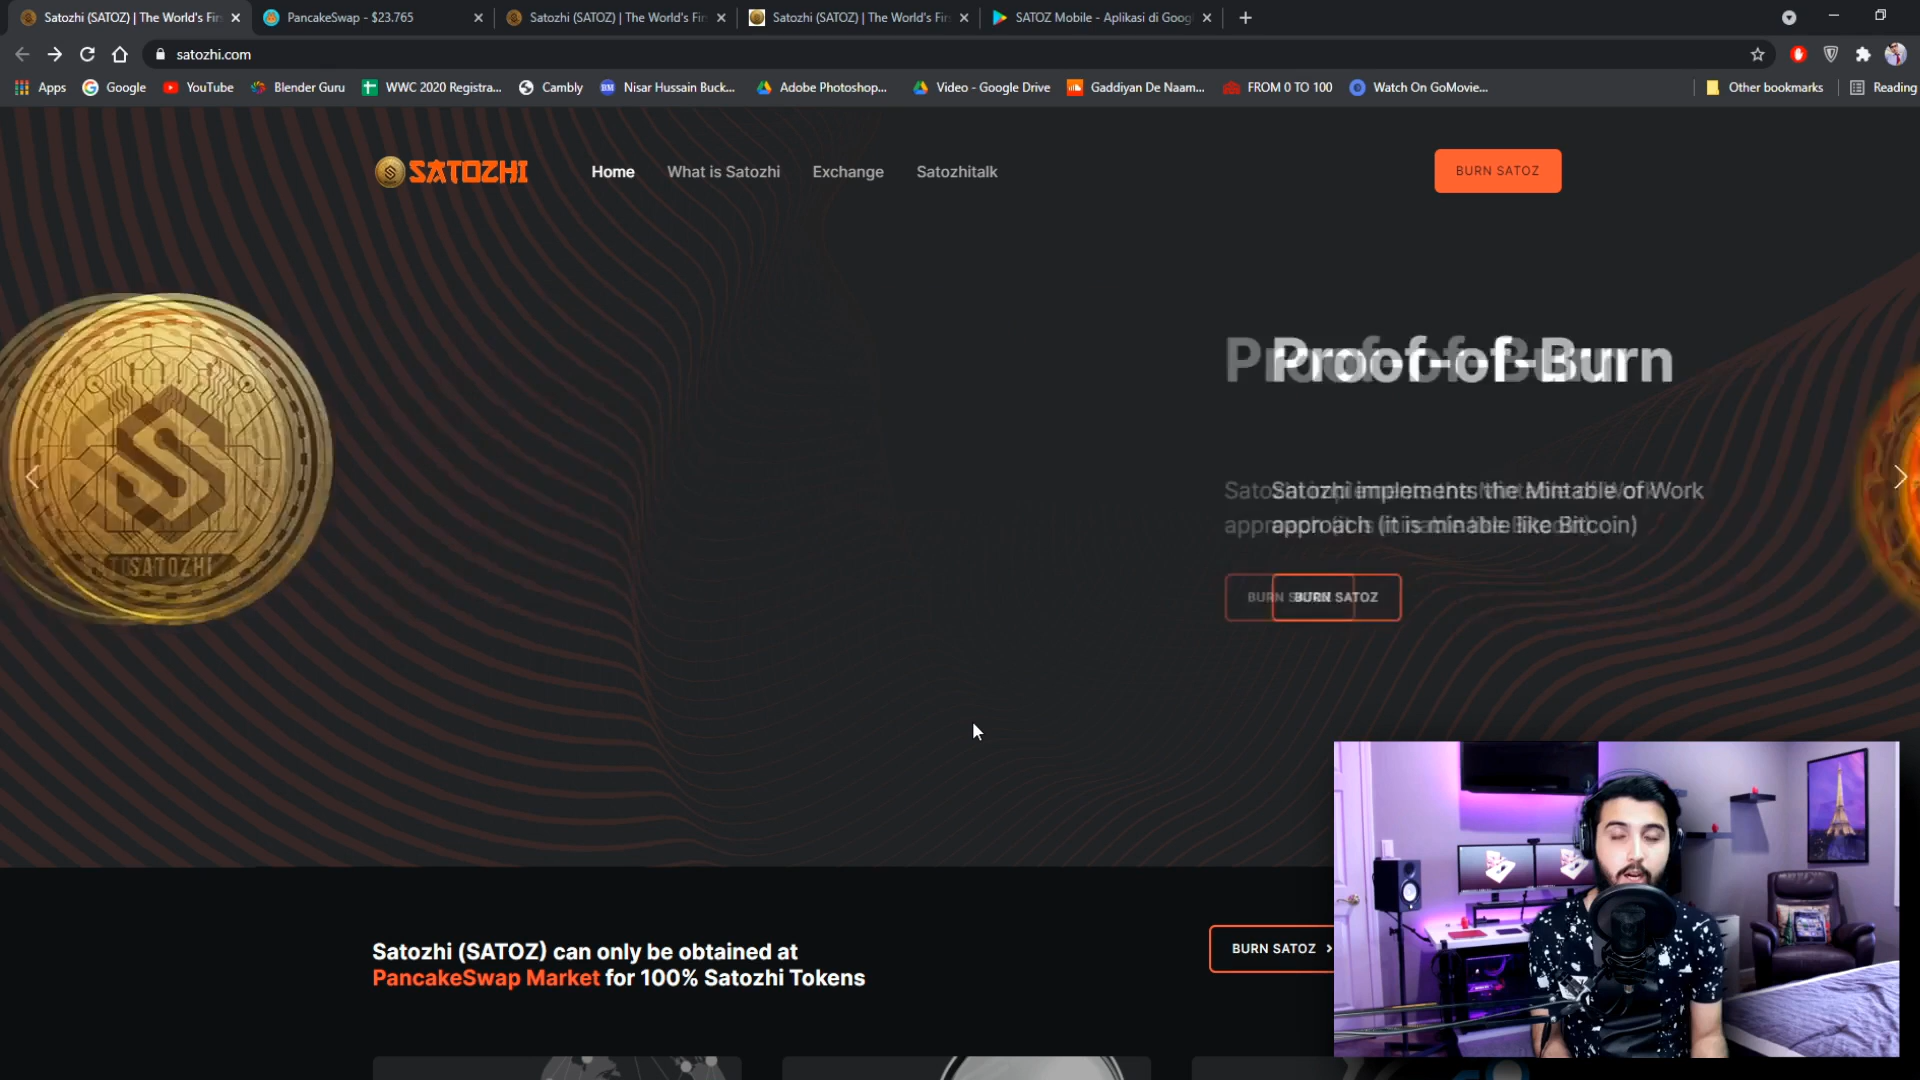 Satozhi (SATOZ) | The World's Fir
PancakeSwap - $23.765
Satozhi (SATOZ) | The World's Fir
Satozhi (SATOZ) | The World's Fir
SATOZ Mobile - Aplikasi di Goog
satozhi.com
Apps
Google
YouTube
Blender Guru
WWC 2020 Registra...
Cambly
Nisar Hussain Buck...
Adobe Photoshop...
Video - Google Drive
Gaddiyan De Naam...
FROM 0 TO 100
Watch On GoMovie...
Other bookmarks
Reading
SATOZHI
Home
What is Satozhi
Exchange
Satozhitalk
BURN SATOZ
Proof-of-Burn
Satozhi implements the Mintable of Work
approach (it is minable like Bitcoin)
BURN SATOZ
SATOZHI
Satozhi (SATOZ) can only be obtained at
PancakeSwap Market for 100% Satozhi Tokens
BURN SATOZ